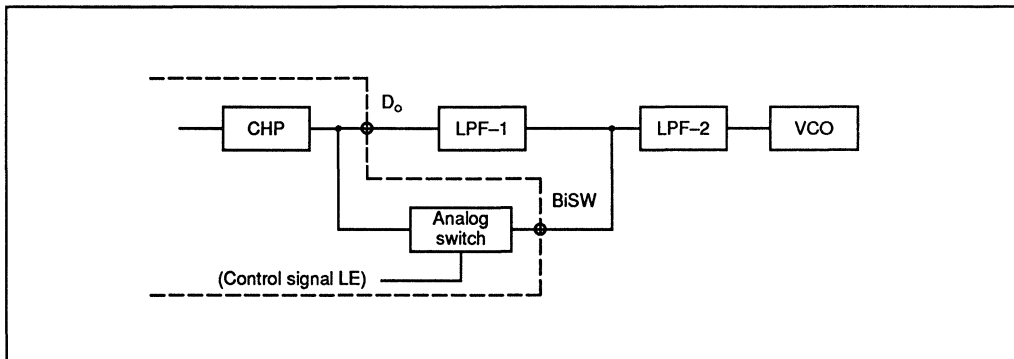 Dₒ
CHP
LPF–1
LPF–2
VCO
BiSW
Analog
switch
(Control signal LE)